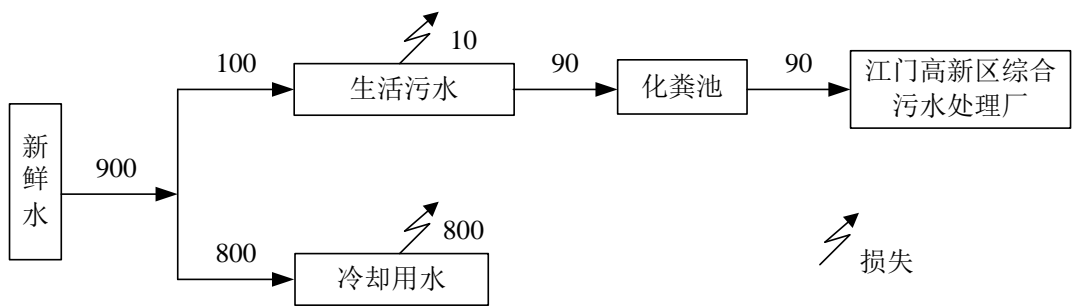 新鲜水
900
100
生活污水
10
90
化粪池
90
江门高新区综合
污水处理厂
800
冷却用水
800
损失